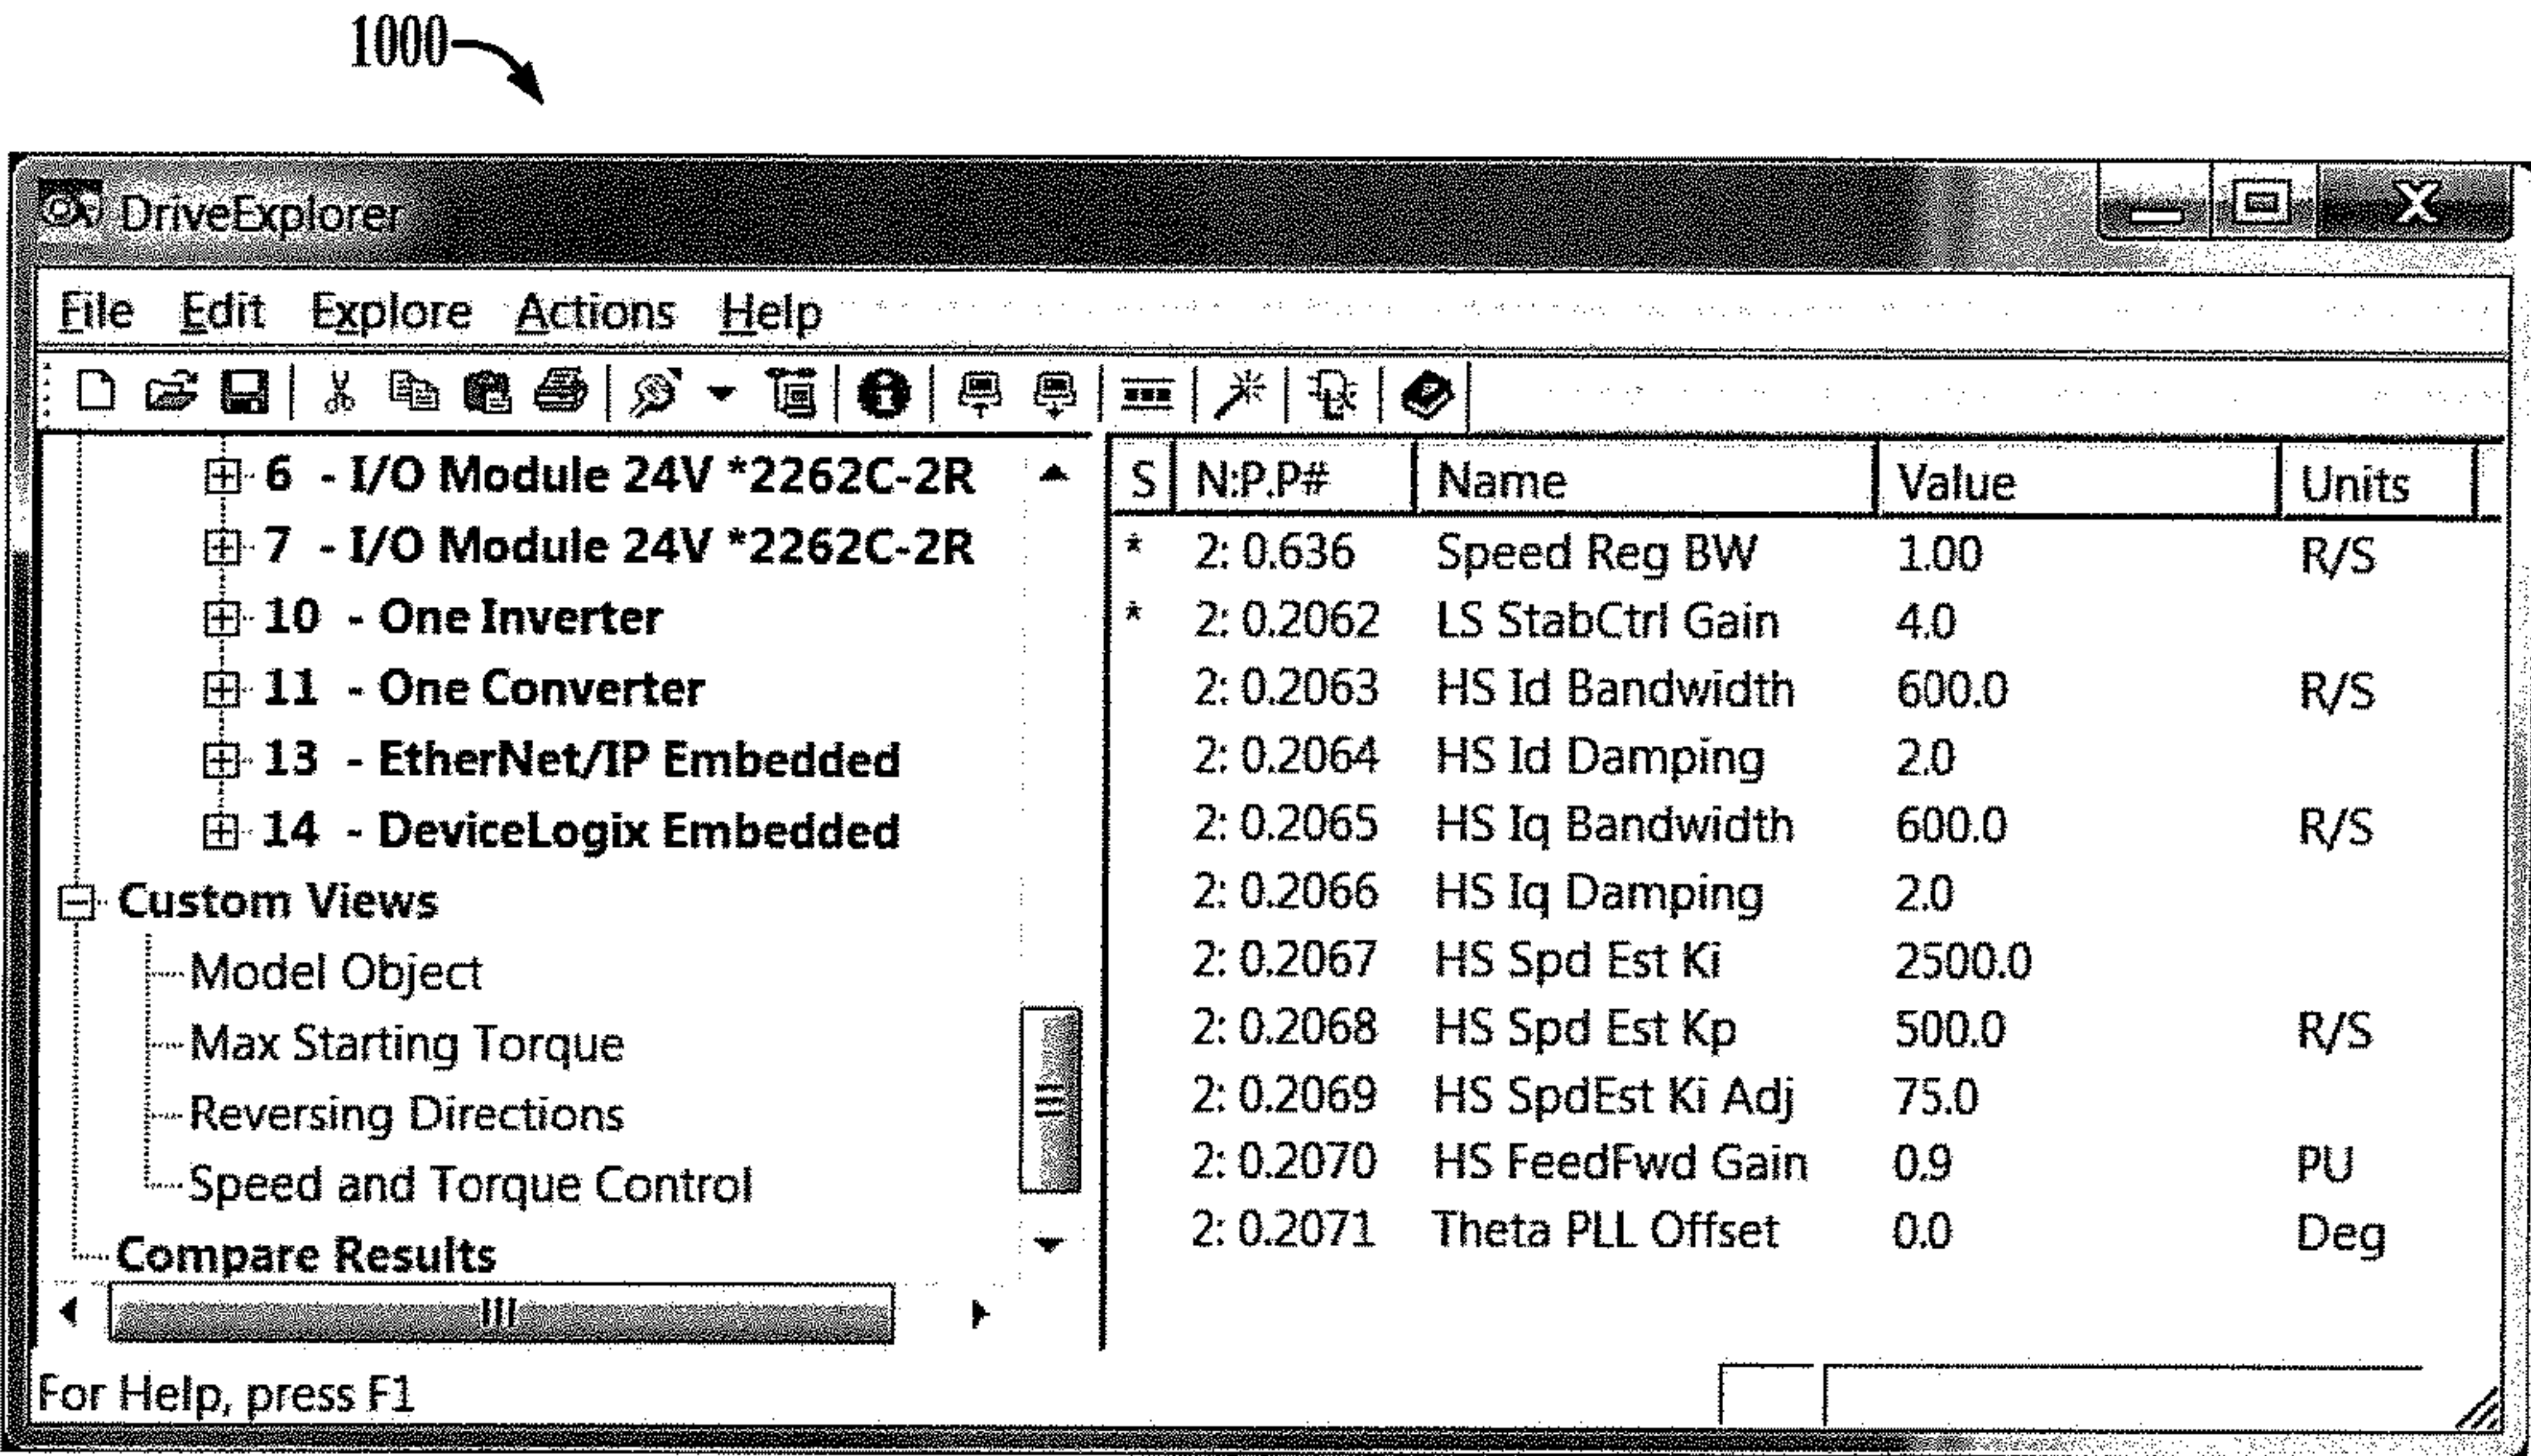 1000
DriveExplorer
File Edit Explore Actions Help
6 - I/O Module 24V *2262C-2R
7 - I/O Module 24V *2262C-2R
10 - One Inverter
11 - One Converter
13 - EtherNet/IP Embedded
14 - DeviceLogix Embedded
Custom Views
Model Object
Max Starting Torque
Reversing Directions
Speed and Torque Control
Compare Results
S N:P.P# Name Value Units
* 2: 0.636 Speed Reg BW 1.00 R/S
* 2: 0.2062 LS StabCtrl Gain 4.0
2: 0.2063 HS Id Bandwidth 600.0 R/S
2: 0.2064 HS Id Damping 2.0
2: 0.2065 HS Iq Bandwidth 600.0 R/S
2: 0.2066 HS Iq Damping 2.0
2: 0.2067 HS Spd Est Ki 2500.0
2: 0.2068 HS Spd Est Kp 500.0 R/S
2: 0.2069 HS SpdEst Ki Adj 75.0
2: 0.2070 HS FeedFwd Gain 0.9 PU
2: 0.2071 Theta PLL Offset 0.0 Deg
For Help, press F1